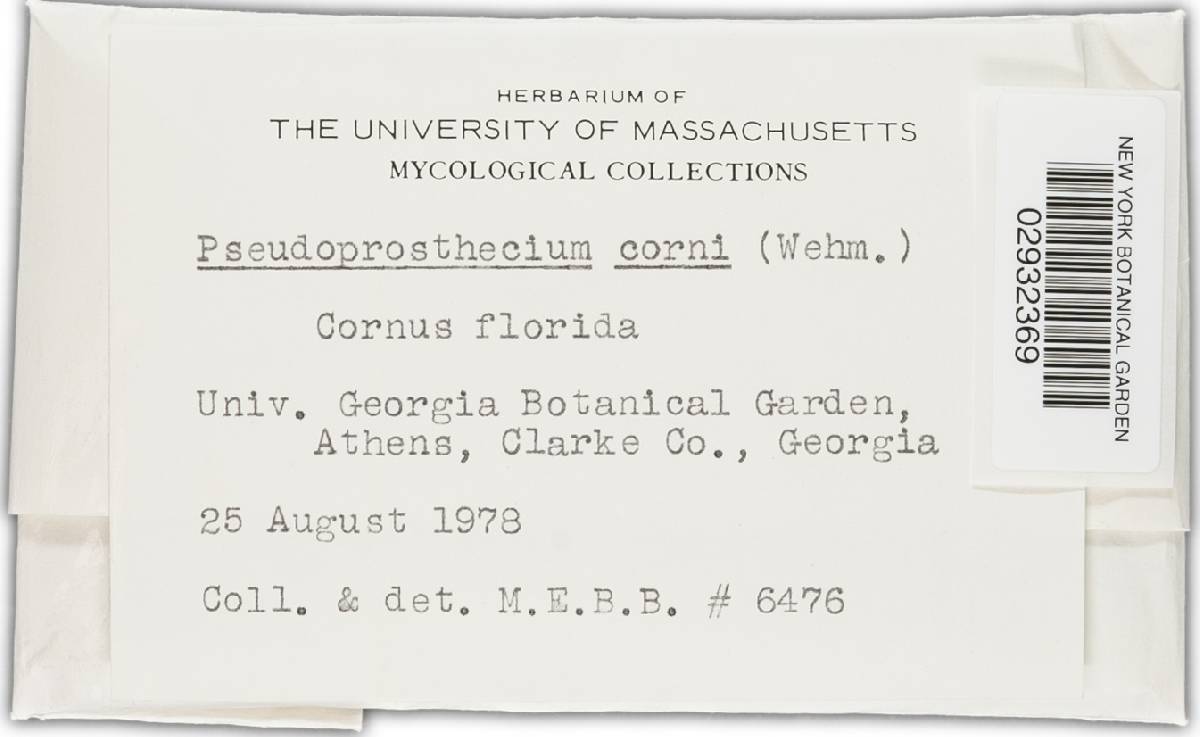 HERBARIUM OF
THE UNIVERSITY OF MASSACHUSETTS
MYCOLOGICAL COLLECTIONS
Pseudoprosthecium corni (Wehm.)
Cornus florida
Univ. Georgia Botanical Garden,
Athens, Clarke Co., Georgia
25 August 1978
Coll. & det. M.E.B.B. # 6476
NEW YORK BOTANICAL GARDEN
02932369